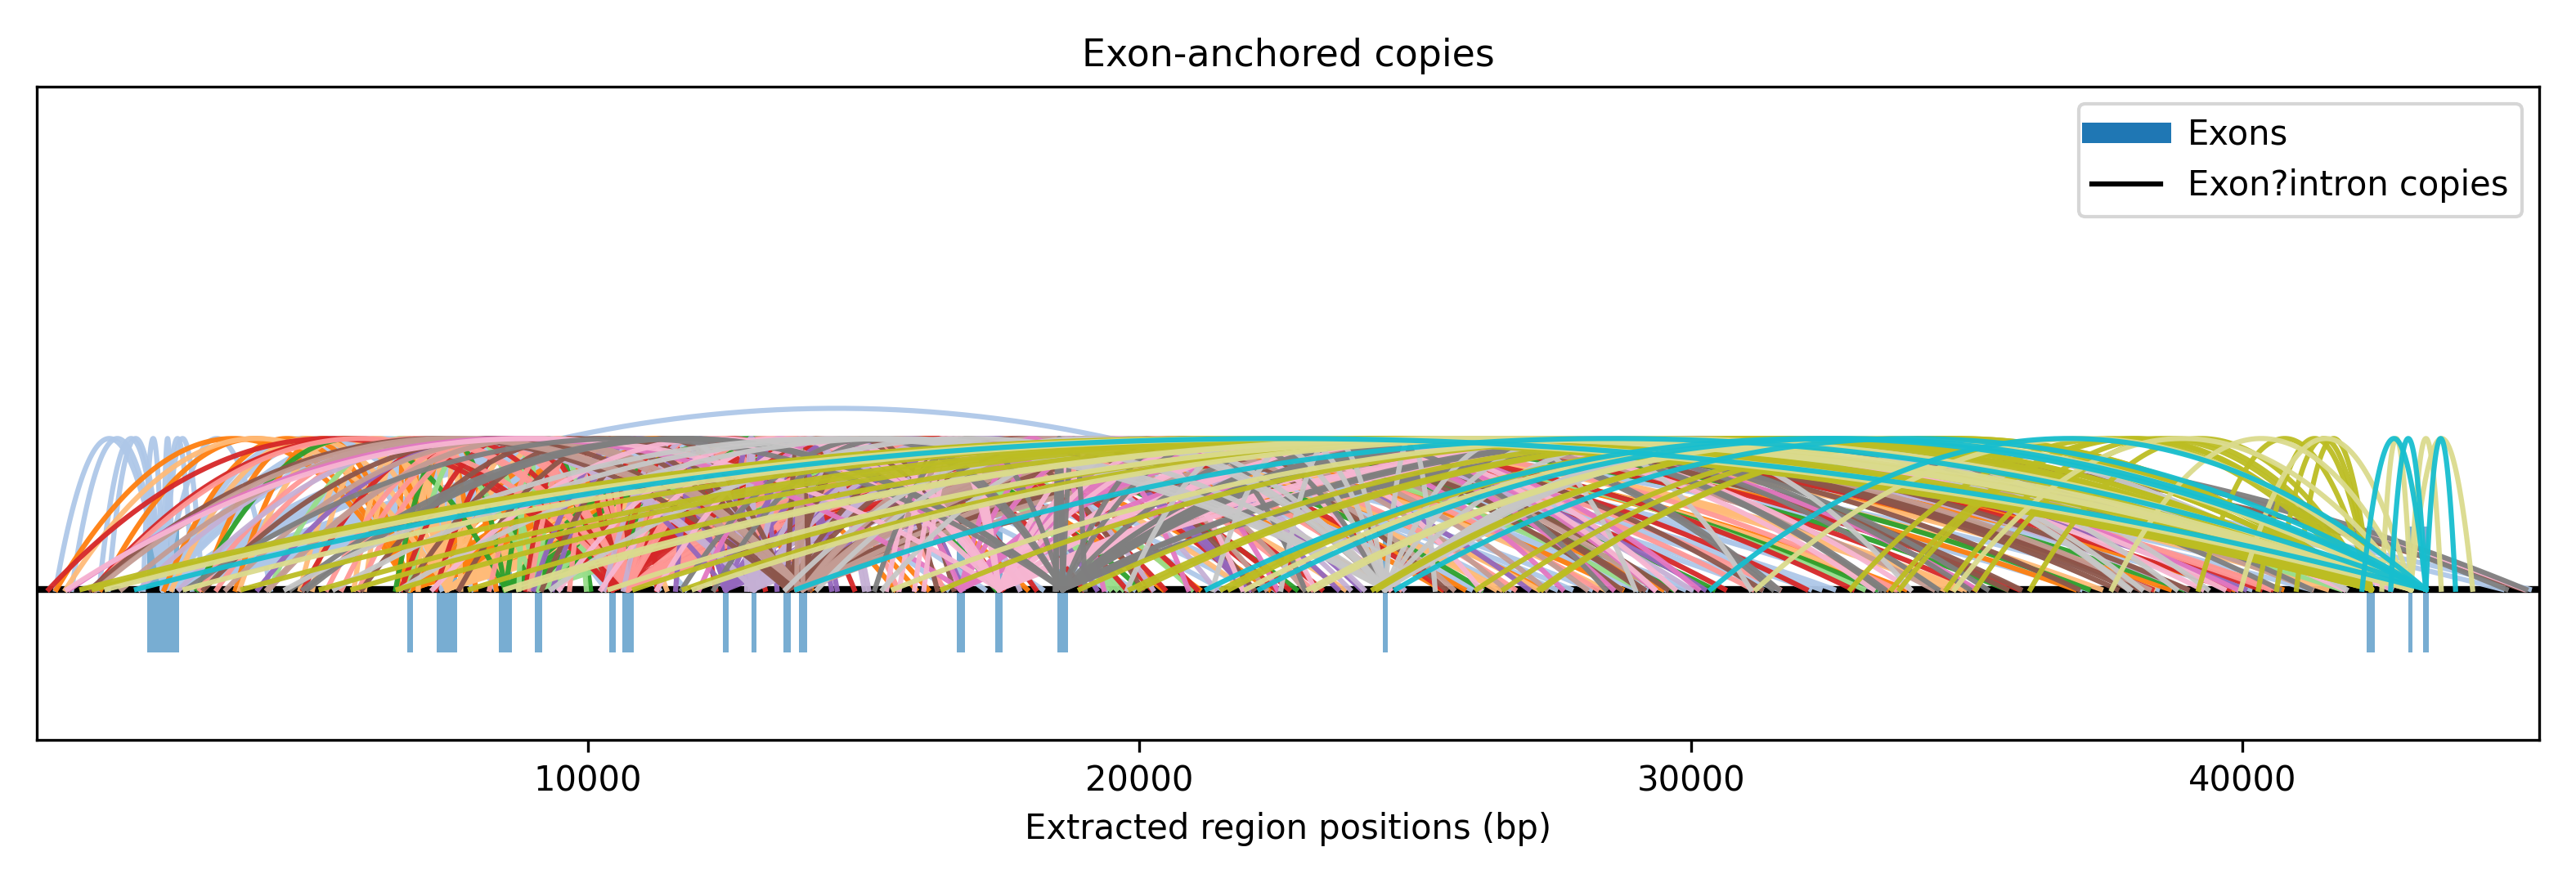 Exon-anchored copies
Exons
Exon?intron copies
10000
20000
30000
40000
Extracted region positions (bp)